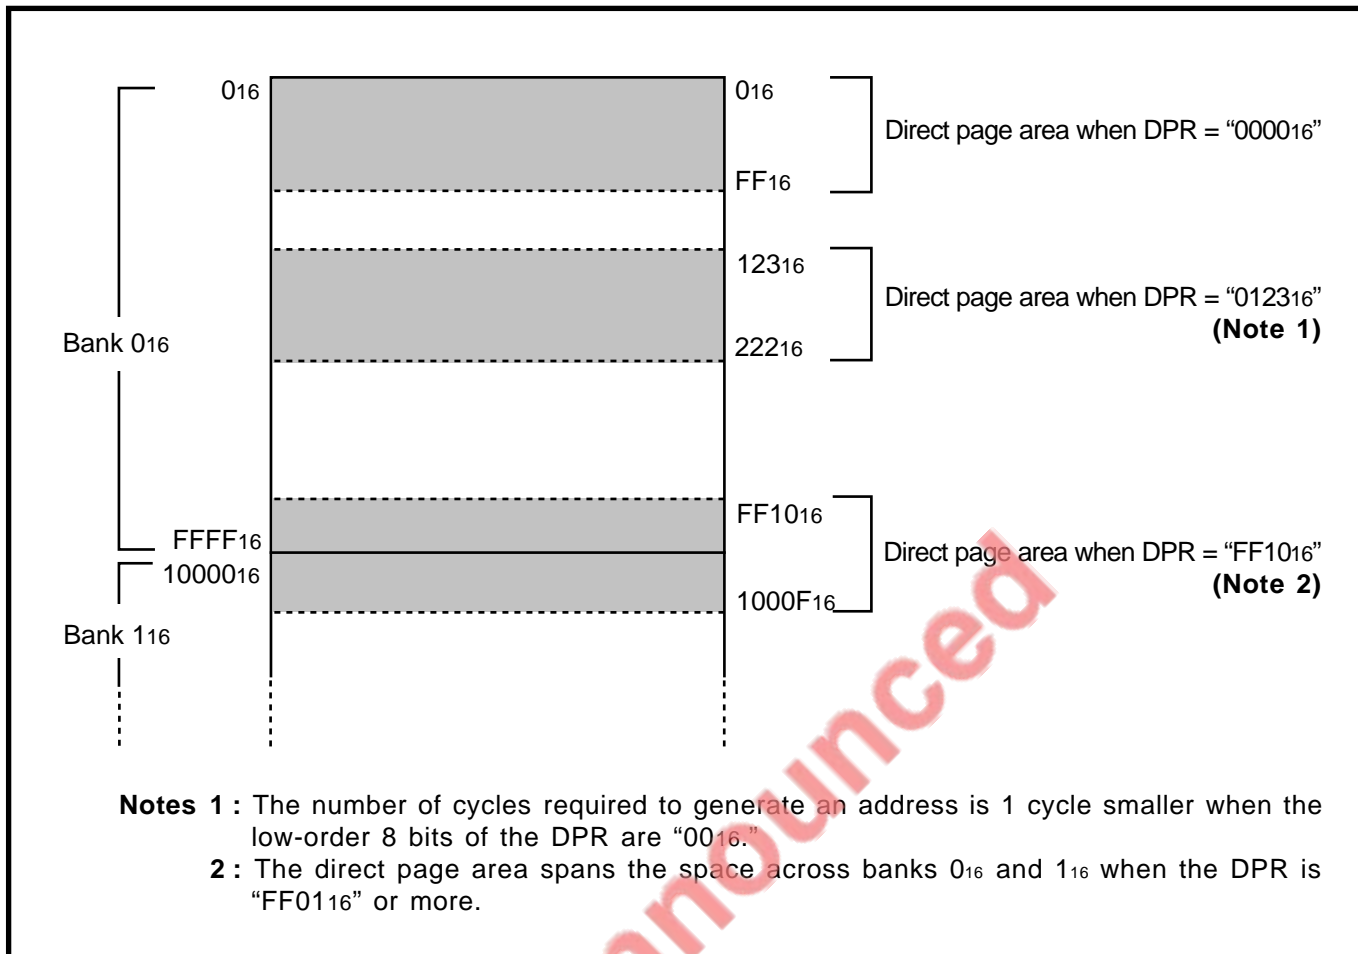 0₁₆
0₁₆
Direct page area when DPR = “0000₁₆”
FF₁₆
123₁₆
Direct page area when DPR = “0123₁₆”
(Note 1)
Bank 0₁₆
222₁₆
FF10₁₆
FFFF₁₆
Direct page area when DPR = “FF10₁₆”
10000₁₆
(Note 2)
1000F₁₆
Bank 1₁₆
Notes 1 : The number of cycles required to generate an address is 1 cycle smaller when the
low-order 8 bits of the DPR are “00₁₆.”
2 : The direct page area spans the space across banks 0₁₆ and 1₁₆ when the DPR is
“FF01₁₆” or more.
anounced